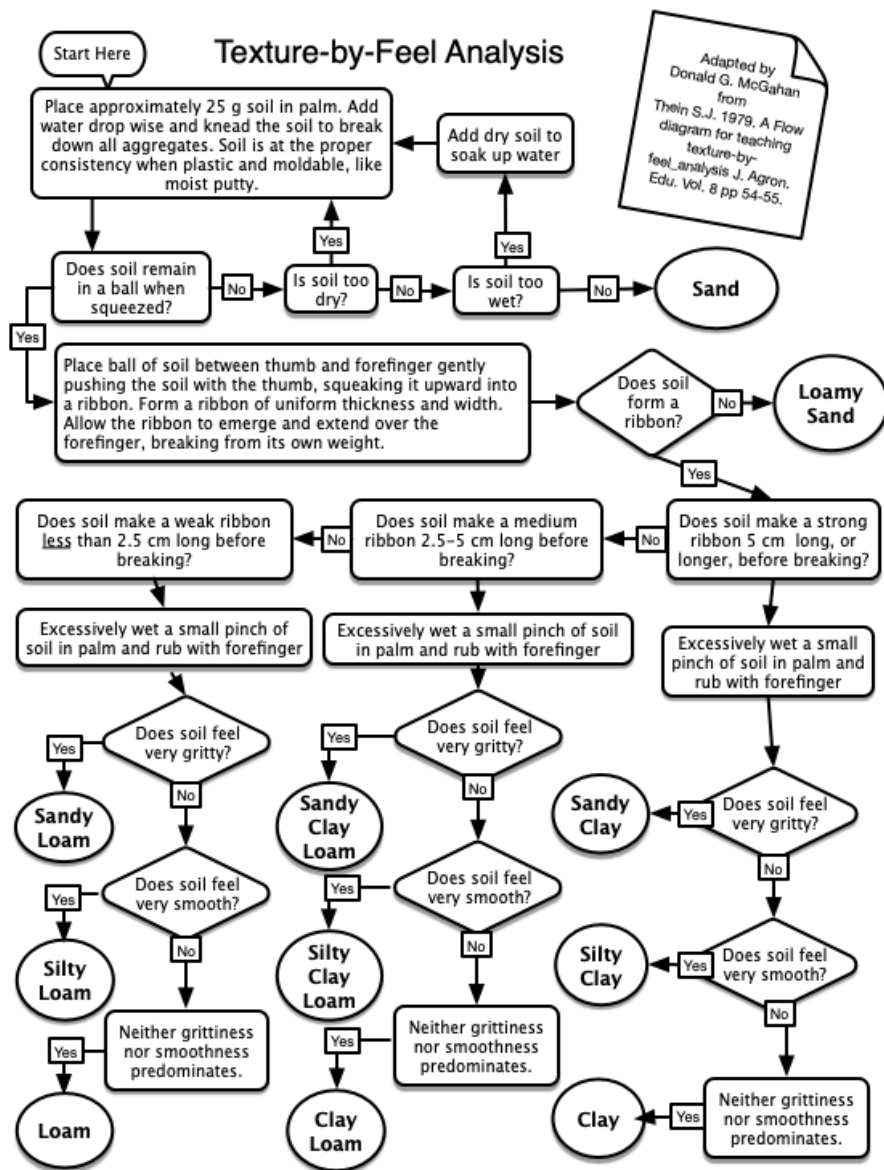 Texture-by-Feel Analysis
Start Here
Adapted by
Donald G. McGahan
from
Thein S.J. 1979. A Flow
diagram for teaching
texture-by-
feel_analysis J. Agron.
Edu. Vol. 8 pp 54-55.
Place approximately 25 g soil in palm. Add
water drop wise and knead the soil to break
down all aggregates. Soil is at the proper
consistency when plastic and moldable, like
moist putty.
Add dry soil to
soak up water
Yes
Yes
Does soil remain
in a ball when
squeezed?
No
Is soil too
dry?
No
Is soil too
wet?
No
Sand
Yes
Place ball of soil between thumb and forefinger gently
pushing the soil with the thumb, squeaking it upward into
a ribbon. Form a ribbon of uniform thickness and width.
Allow the ribbon to emerge and extend over the
forefinger, breaking from its own weight.
Does soil
form a
ribbon?
No
Loamy
Sand
Yes
Does soil make a weak ribbon
less than 2.5 cm long before
breaking?
No
Does soil make a medium
ribbon 2.5-5 cm long before
breaking?
No
Does soil make a strong
ribbon 5 cm long, or
longer, before breaking?
Excessively wet a small pinch of
soil in palm and rub with forefinger
Excessively wet a small pinch of soil
in palm and rub with forefinger
Excessively wet a small
pinch of soil in palm and
rub with forefinger
Does soil feel
very gritty?
Yes
Sandy
Loam
No
Does soil feel
very smooth?
Yes
Silty
Loam
No
Neither grittiness
nor smoothness
predominates.
Yes
Loam
Does soil feel
very gritty?
Yes
Sandy
Clay
Loam
No
Does soil feel
very smooth?
Yes
Silty
Clay
Loam
No
Neither grittiness
nor smoothness
predominates.
Yes
Clay
Loam
Does soil feel
very gritty?
Yes
Sandy
Clay
No
Does soil feel
very smooth?
Yes
Silty
Clay
No
Neither grittiness
nor smoothness
predominates.
Yes
Clay